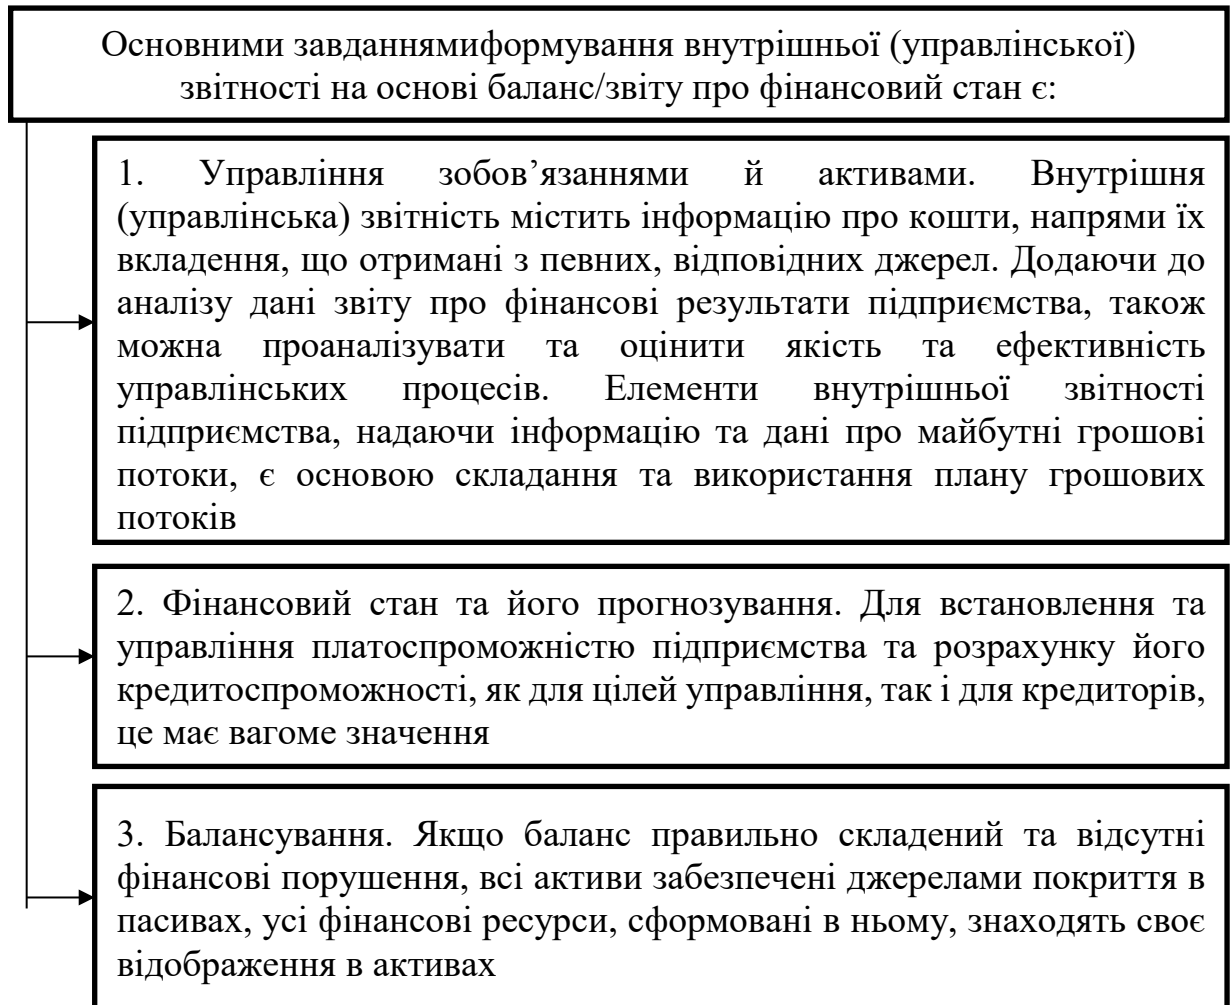 Основними завданнямиформування внутрішньої (управлінської)
звітності на основі баланс/звіту про фінансовий стан є:
1. Управління зобов’язаннями й активами. Внутрішня
(управлінська) звітність містить інформацію про кошти, напрями їх
вкладення, що отримані з певних, відповідних джерел. Додаючи до
аналізу дані звіту про фінансові результати підприємства, також
можна проаналізувати та оцінити якість та ефективність
управлінських процесів. Елементи внутрішньої звітності
підприємства, надаючи інформацію та дані про майбутні грошові
потоки, є основою складання та використання плану грошових
потоків
2. Фінансовий стан та його прогнозування. Для встановлення та
управління платоспроможністю підприємства та розрахунку його
кредитоспроможності, як для цілей управління, так і для кредиторів,
це має вагоме значення
3. Балансування. Якщо баланс правильно складений та відсутні
фінансові порушення, всі активи забезпечені джерелами покриття в
пасивах, усі фінансові ресурси, сформовані в ньому, знаходять своє
відображення в активах